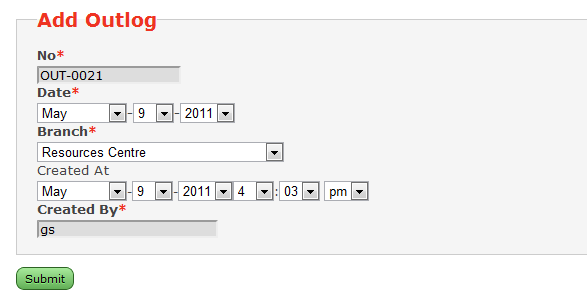 Add Outlog
No*
OUT-0021
Date*
May - 9 - 2011
Branch*
Resources Centre
Created At
May - 9 - 2011 4 : 03 pm
Created By*
gs
Submit